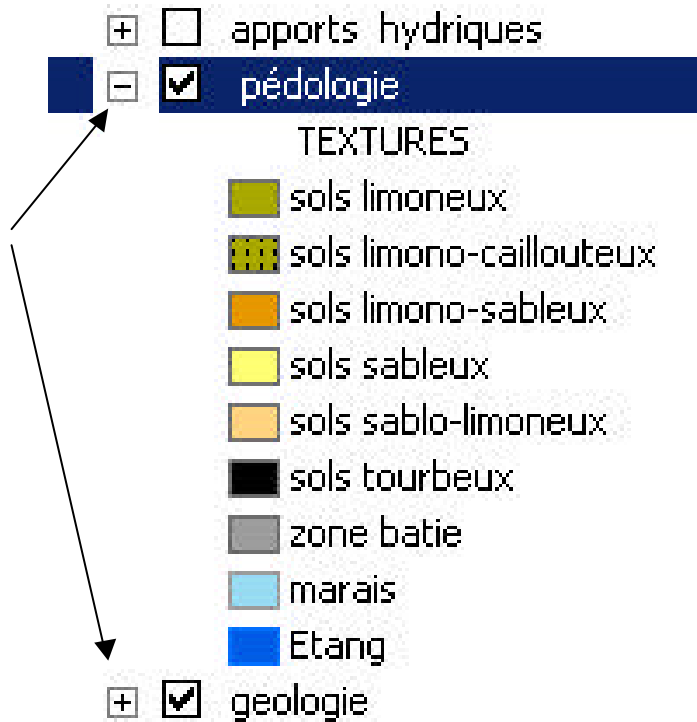 apports hydriques
pédologie
TEXTURES
sols limoneux
sols limono-caillouteux
sols limono-sableux
sols sableux
sols sablo-limoneux
sols tourbeux
zone batie
marais
Etang
geologie